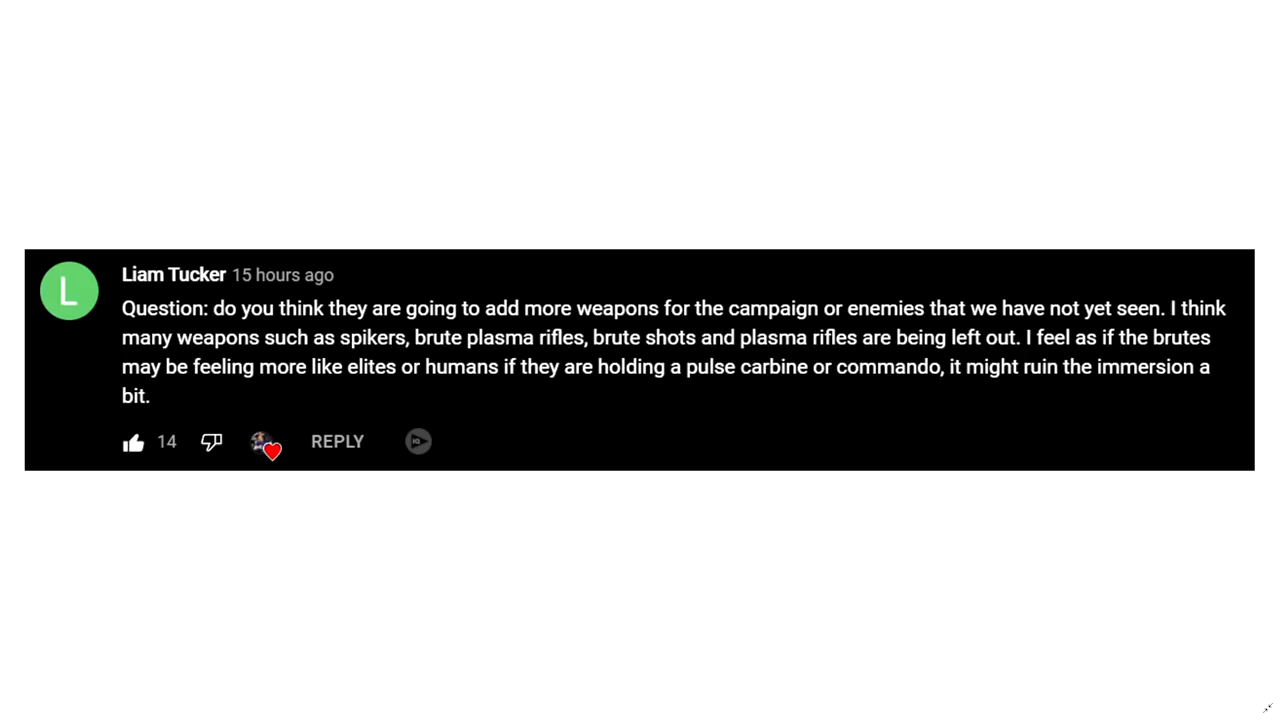 L
Liam Tucker 15 hours ago
Question: do you think they are going to add more weapons for the campaign or enemies that we have not yet seen. I think
many weapons such as spikers, brute plasma rifles, brute shots and plasma rifles are being left out. I feel as if the brutes
may be feeling more like elites or humans if they are holding a pulse carbine or commando, it might ruin the immersion a
bit.
14 REPLY IQ